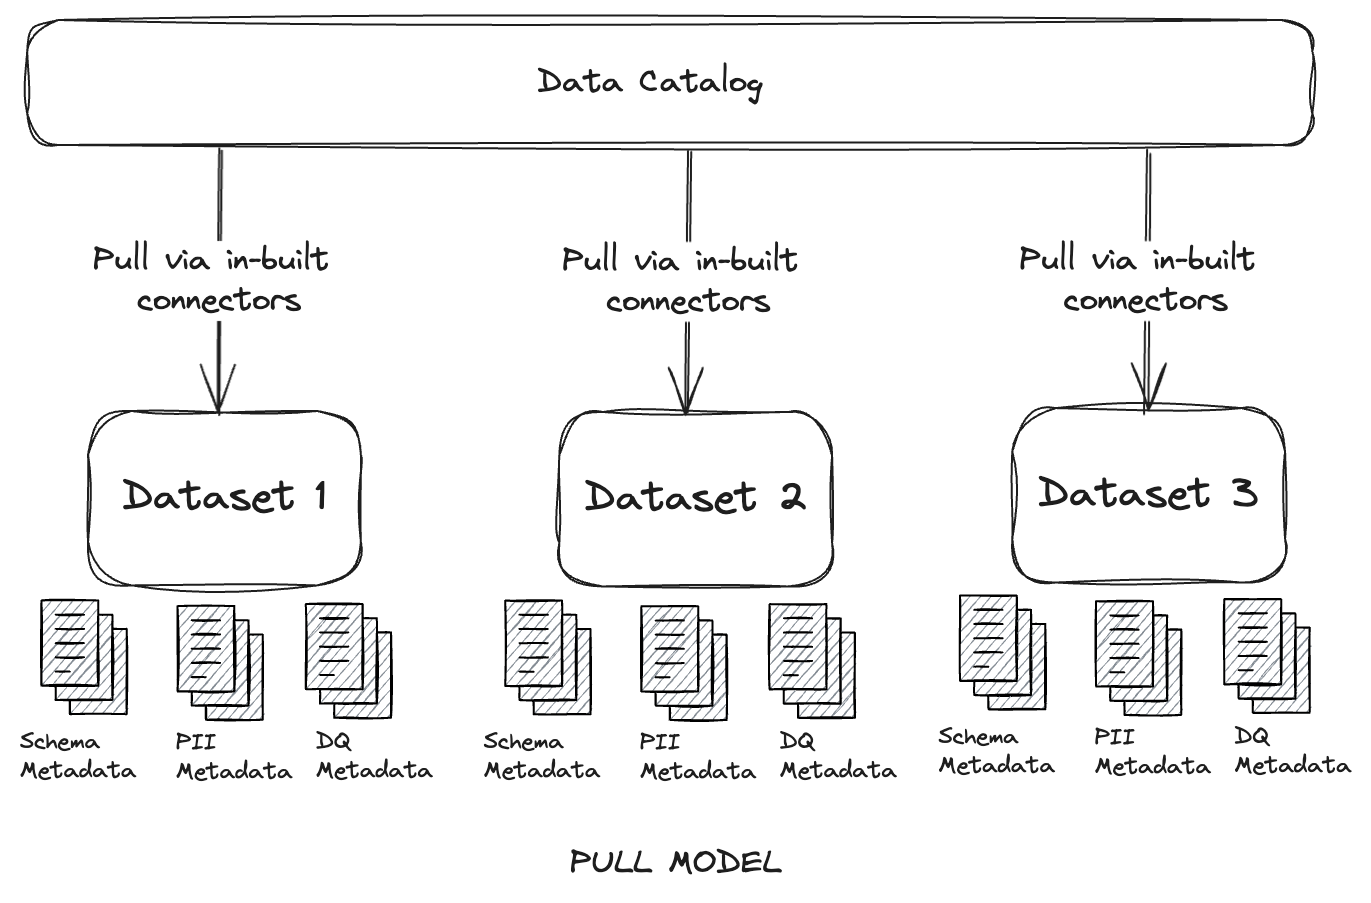 Data Catalog
Pull via in-built
connectors
Pull via in-built
connectors
Pull via in-built
connectors
Dataset 1
Dataset 2
Dataset 3
Schema
Metadata
PII
Metadata
DQ
Metadata
Schema
Metadata
PII
Metadata
DQ
Metadata
Schema
Metadata
PII
Metadata
DQ
Metadata
PULL MODEL